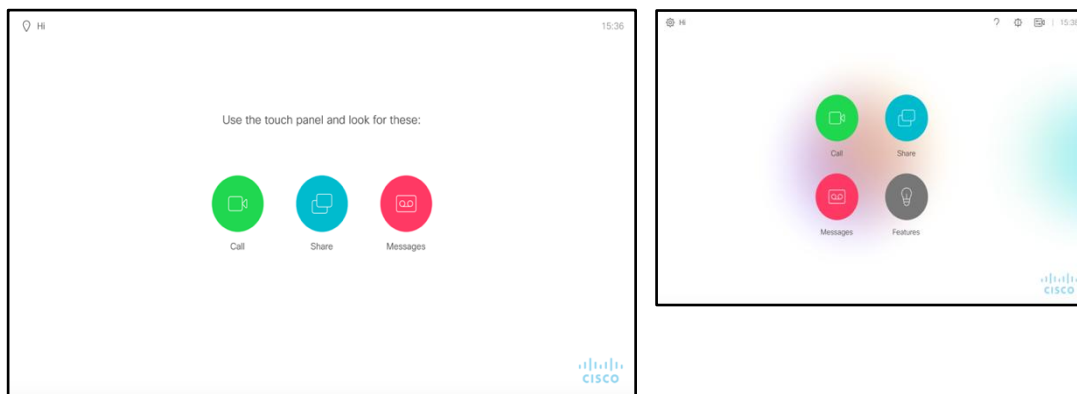 Hi
15:36
Use the touch panel and look for these:
Call
Share
Messages
CISCO
Hi
? | 15:36
Call
Share
Messages
Features
CISCO